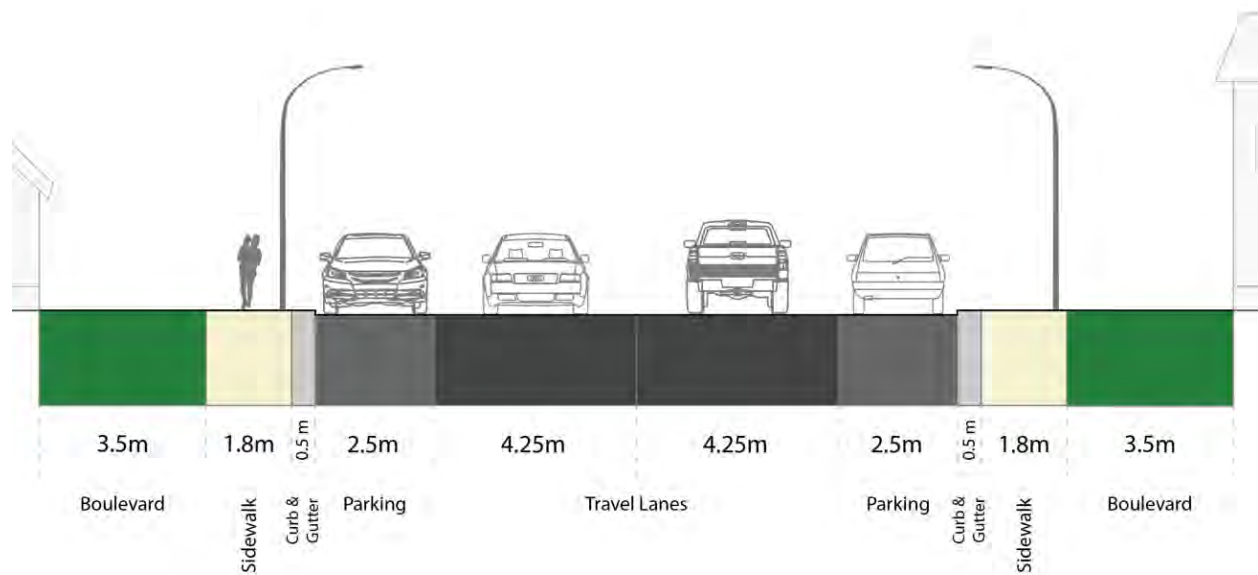 3.5m 1.8m 0.5 m 2.5m 4.25m 4.25m 2.5m 0.5 m 1.8m 3.5m
Boulevard Sidewalk Curb & Gutter Parking Travel Lanes Parking Curb & Gutter Sidewalk Boulevard